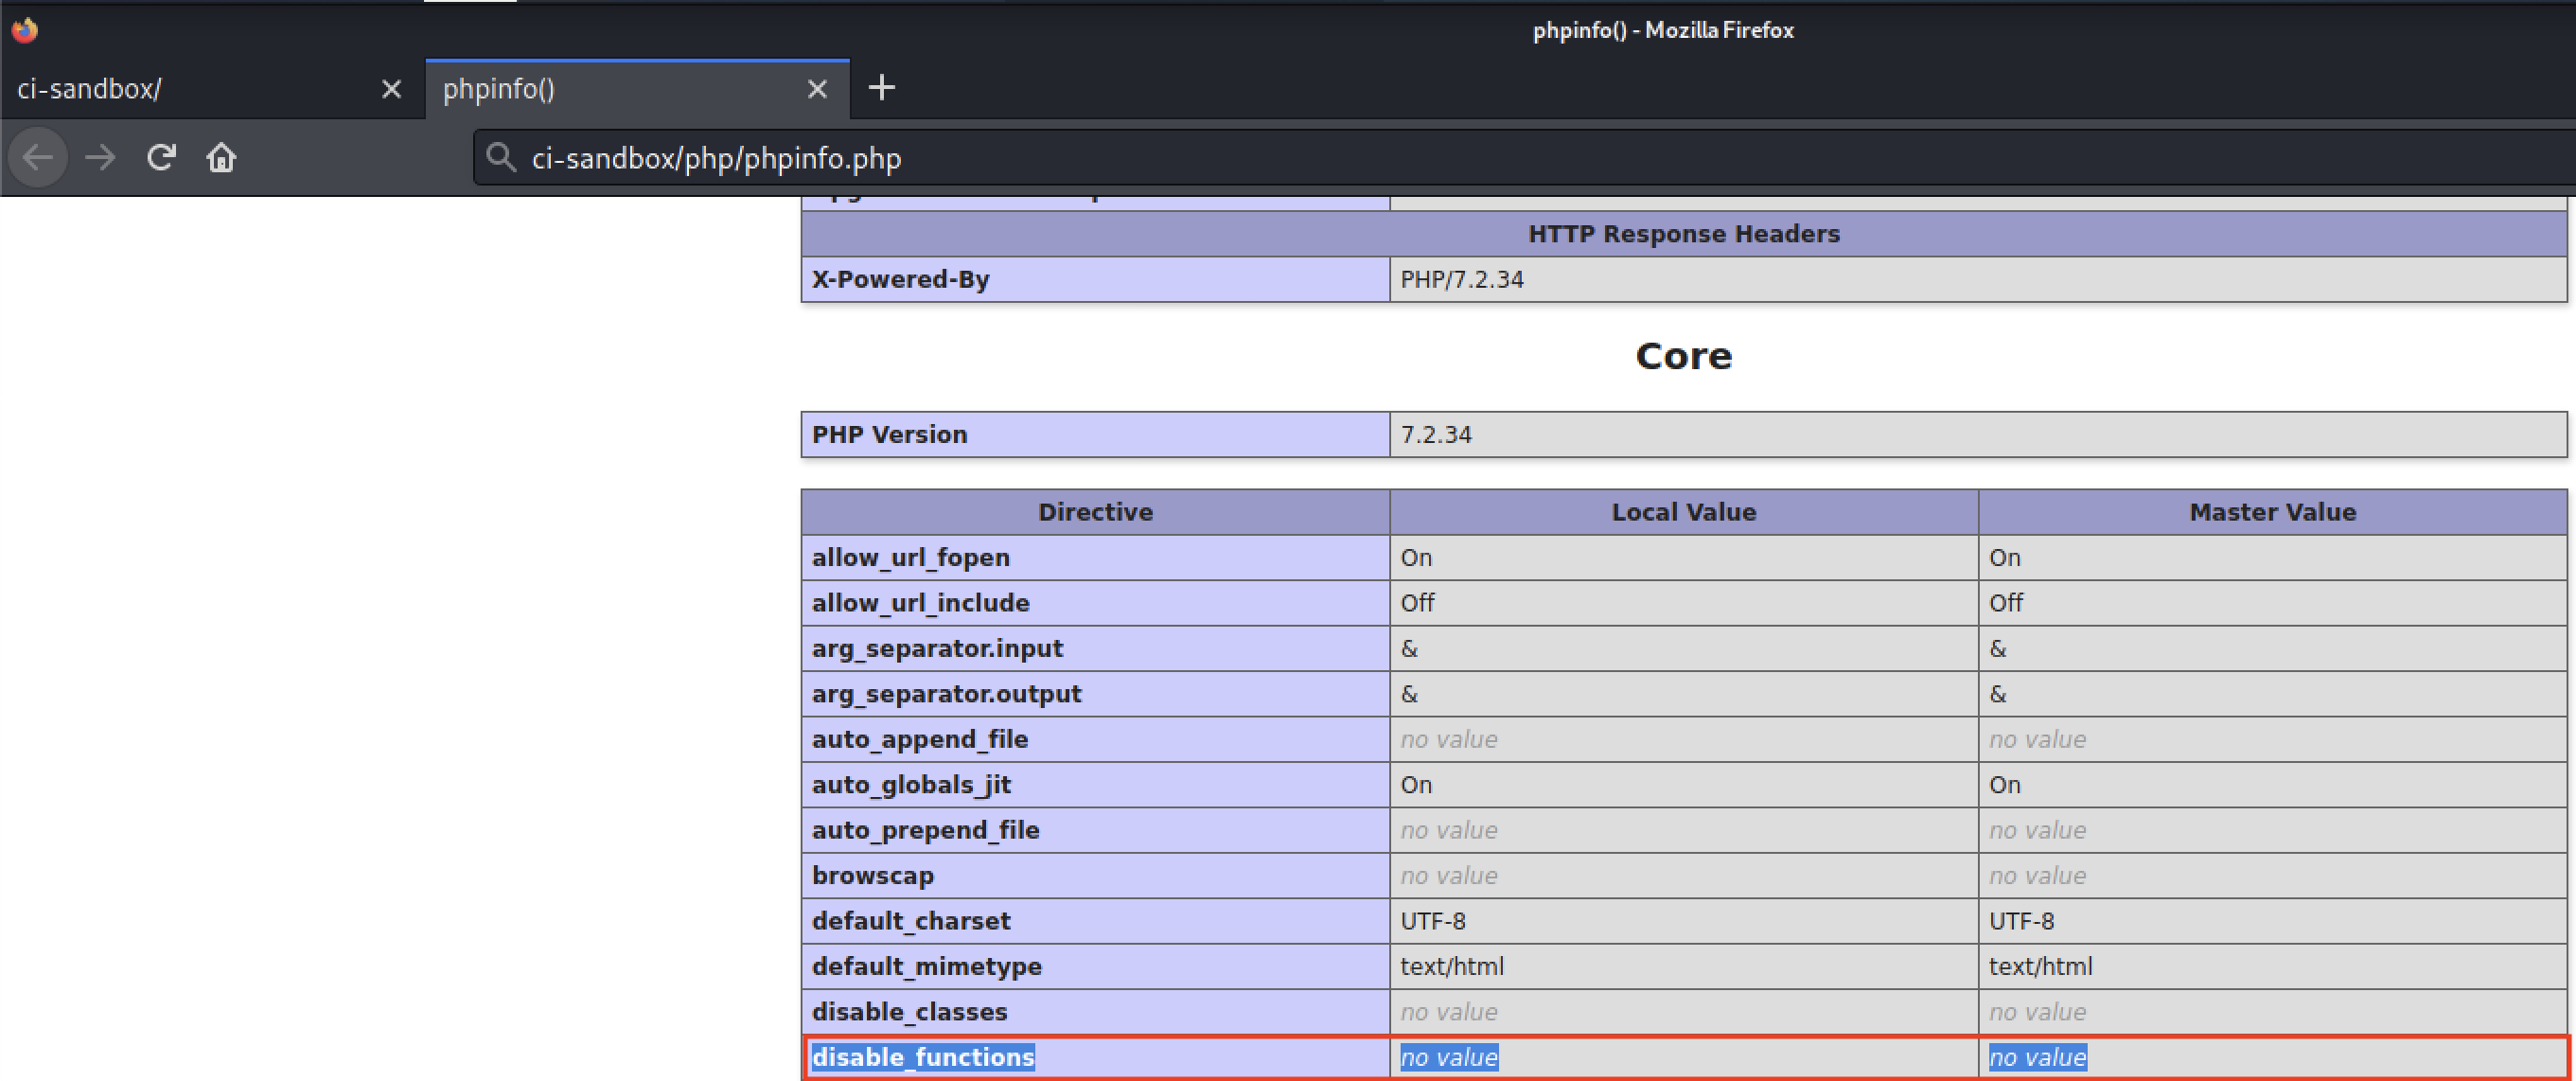 phpinfo() - Mozilla Firefox
ci-sandbox/
phpinfo()
ci-sandbox/php/phpinfo.php
HTTP Response Headers
X-Powered-By PHP/7.2.34
Core
PHP Version 7.2.34
Directive Local Value Master Value
allow_url_fopen On On
allow_url_include Off Off
arg_separator.input & &
arg_separator.output & &
auto_append_file no value no value
auto_globals_jit On On
auto_prepend_file no value no value
browscap no value no value
default_charset UTF-8 UTF-8
default_mimetype text/html text/html
disable_classes no value no value
disable_functions no value no value